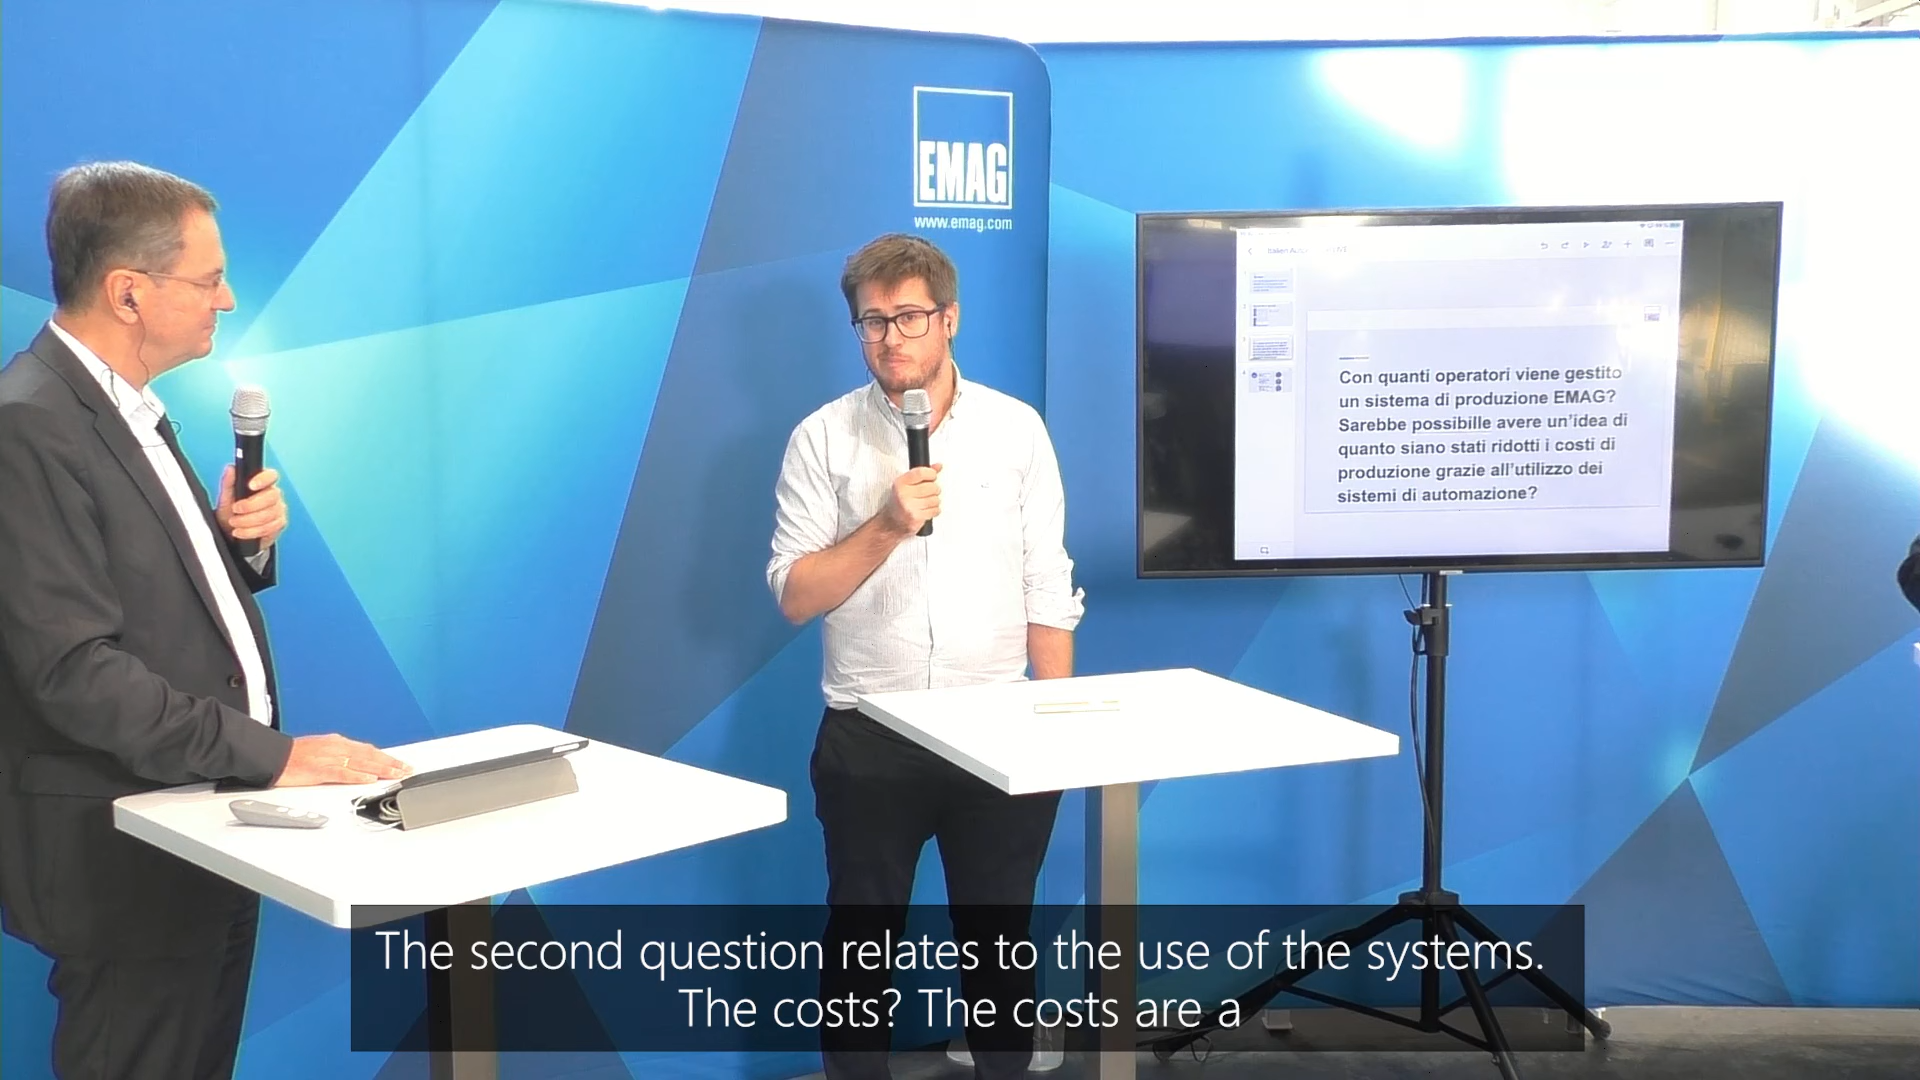 EMAG
www.emag.com
Con quanti operatori viene gestito
un sistema di produzione EMAG?
Sarebbe possibille avere un'idea di
quanto siano stati ridotti i costi di
produzione grazie all'utilizzo dei
sistemi di automazione?
The second question relates to the use of the systems.
The costs? The costs are a